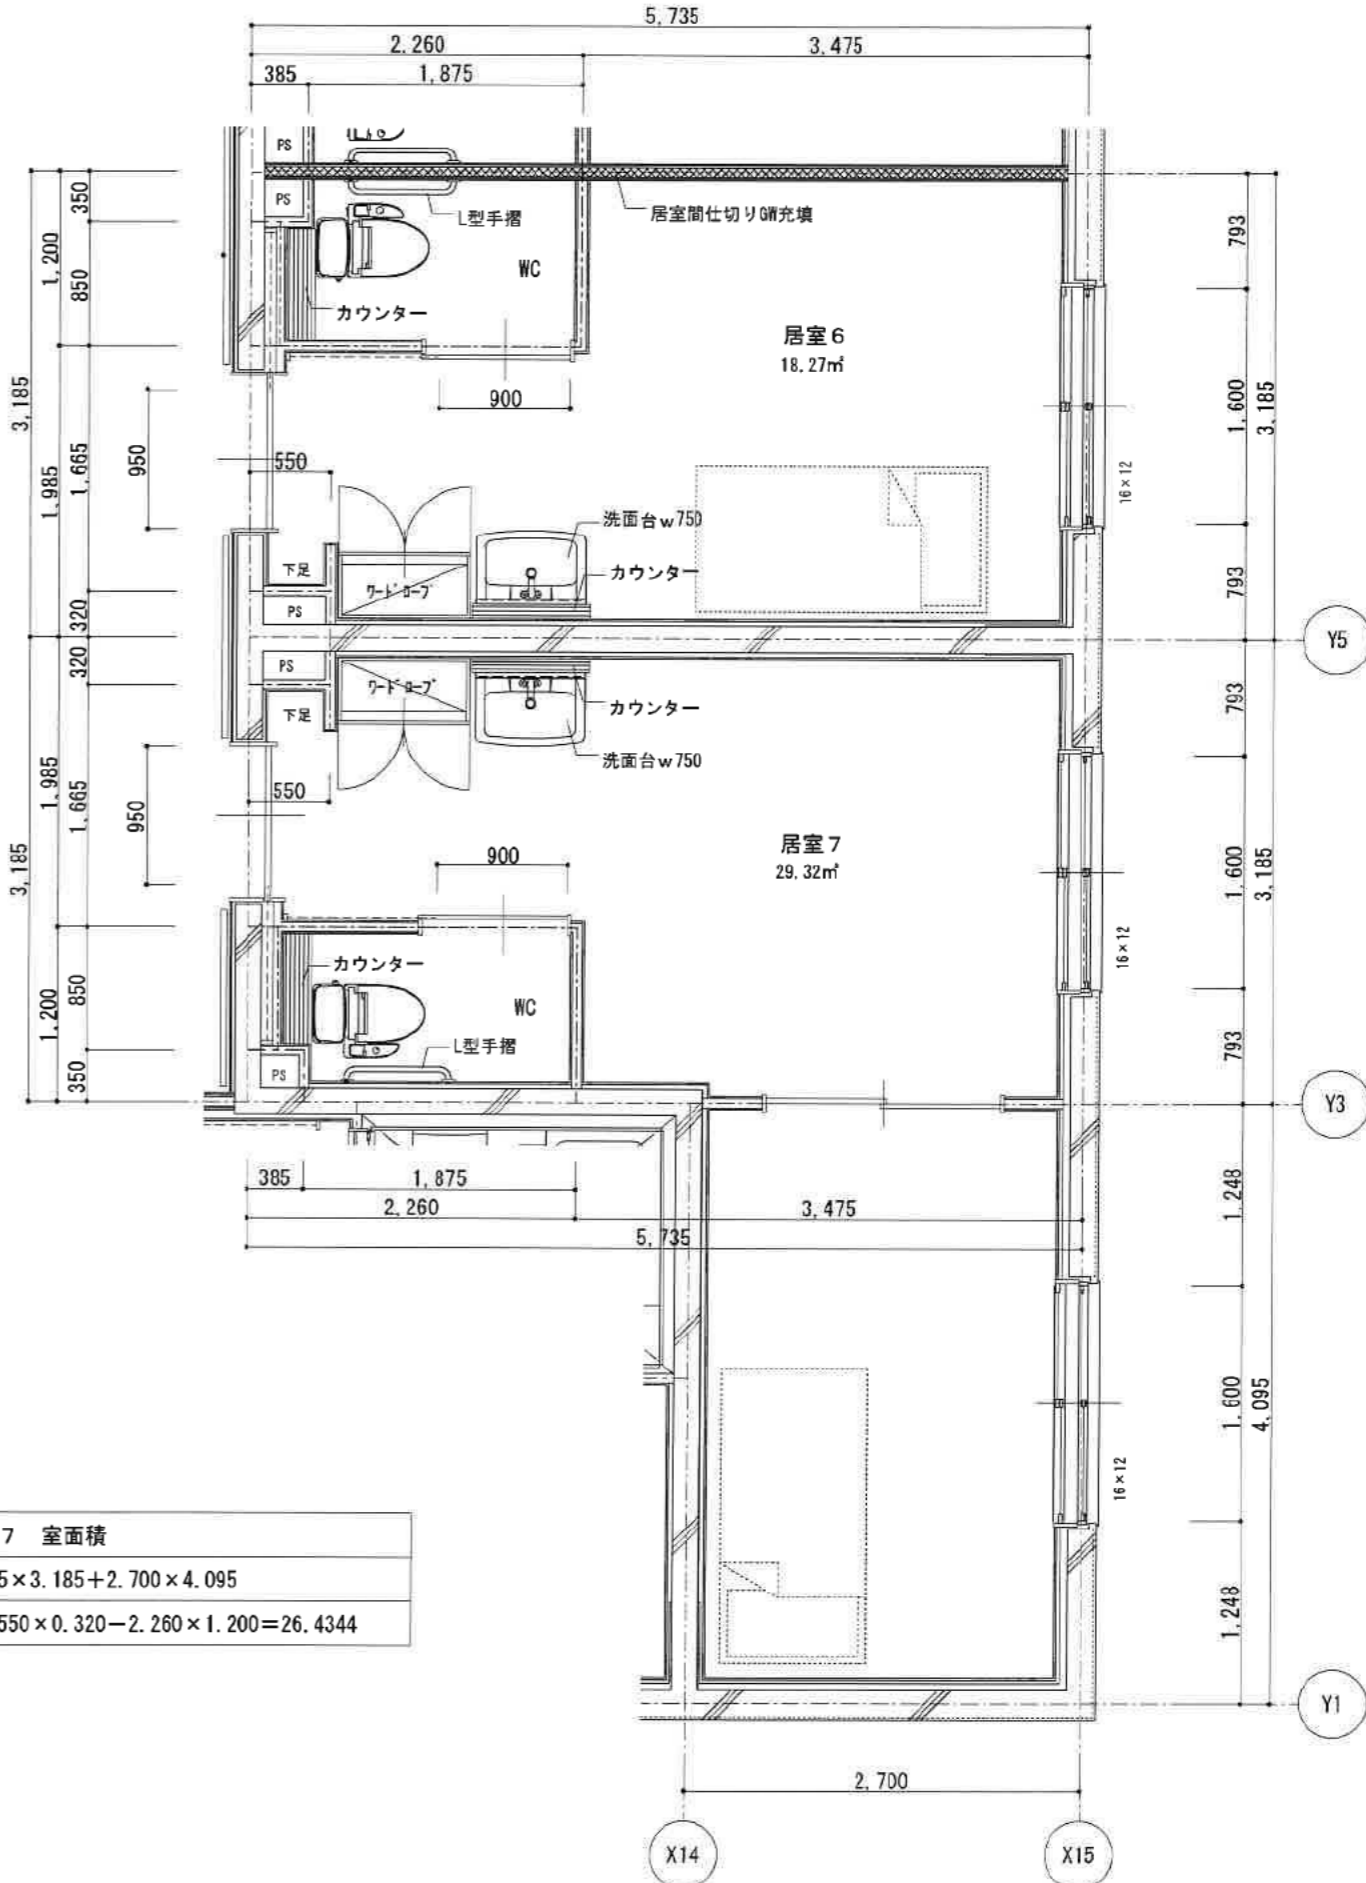 5,735
2,260
3,475
385
1,875
PS
PS
L型手摺
居室間仕切りGW充填
WC
カウンター
350
1,200
850
793
居室6
18.27㎡
900
3,185
1,985
1,665
950
550
1,600
3,185
16×12
洗面台w750
カウンター
下足
ワードローブ
PS
320
793
Y5
320
PS
ワードローブ
カウンター
下足
洗面台w750
793
3,185
1,985
1,665
950
550
居室7
29.32㎡
900
1,600
3,185
16×12
カウンター
WC
L型手摺
PS
1,200
850
350
793
Y3
385
1,875
2,260
3,475
5,735
1,248
1,600
4,095
16×12
1,248
7 室面積
5×3.185+2.700×4.095
550×0.320−2.260×1.200=26.4344
Y1
2,700
X14
X15